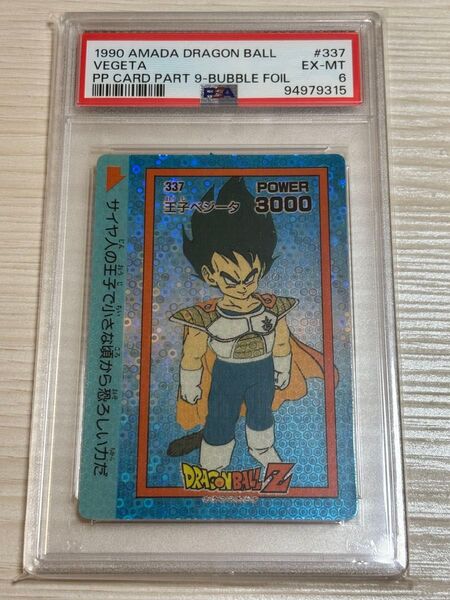 1990 AMADA DRAGON BALL #337
VEGETA EX-MT
PP CARD PART 9-BUBBLE FOIL 6
PSA 94979315
337 POWER
王子ベジータ 3000
サイヤ人の王子で小さな頃から恐ろしい力だ
DRAGONBALL Z